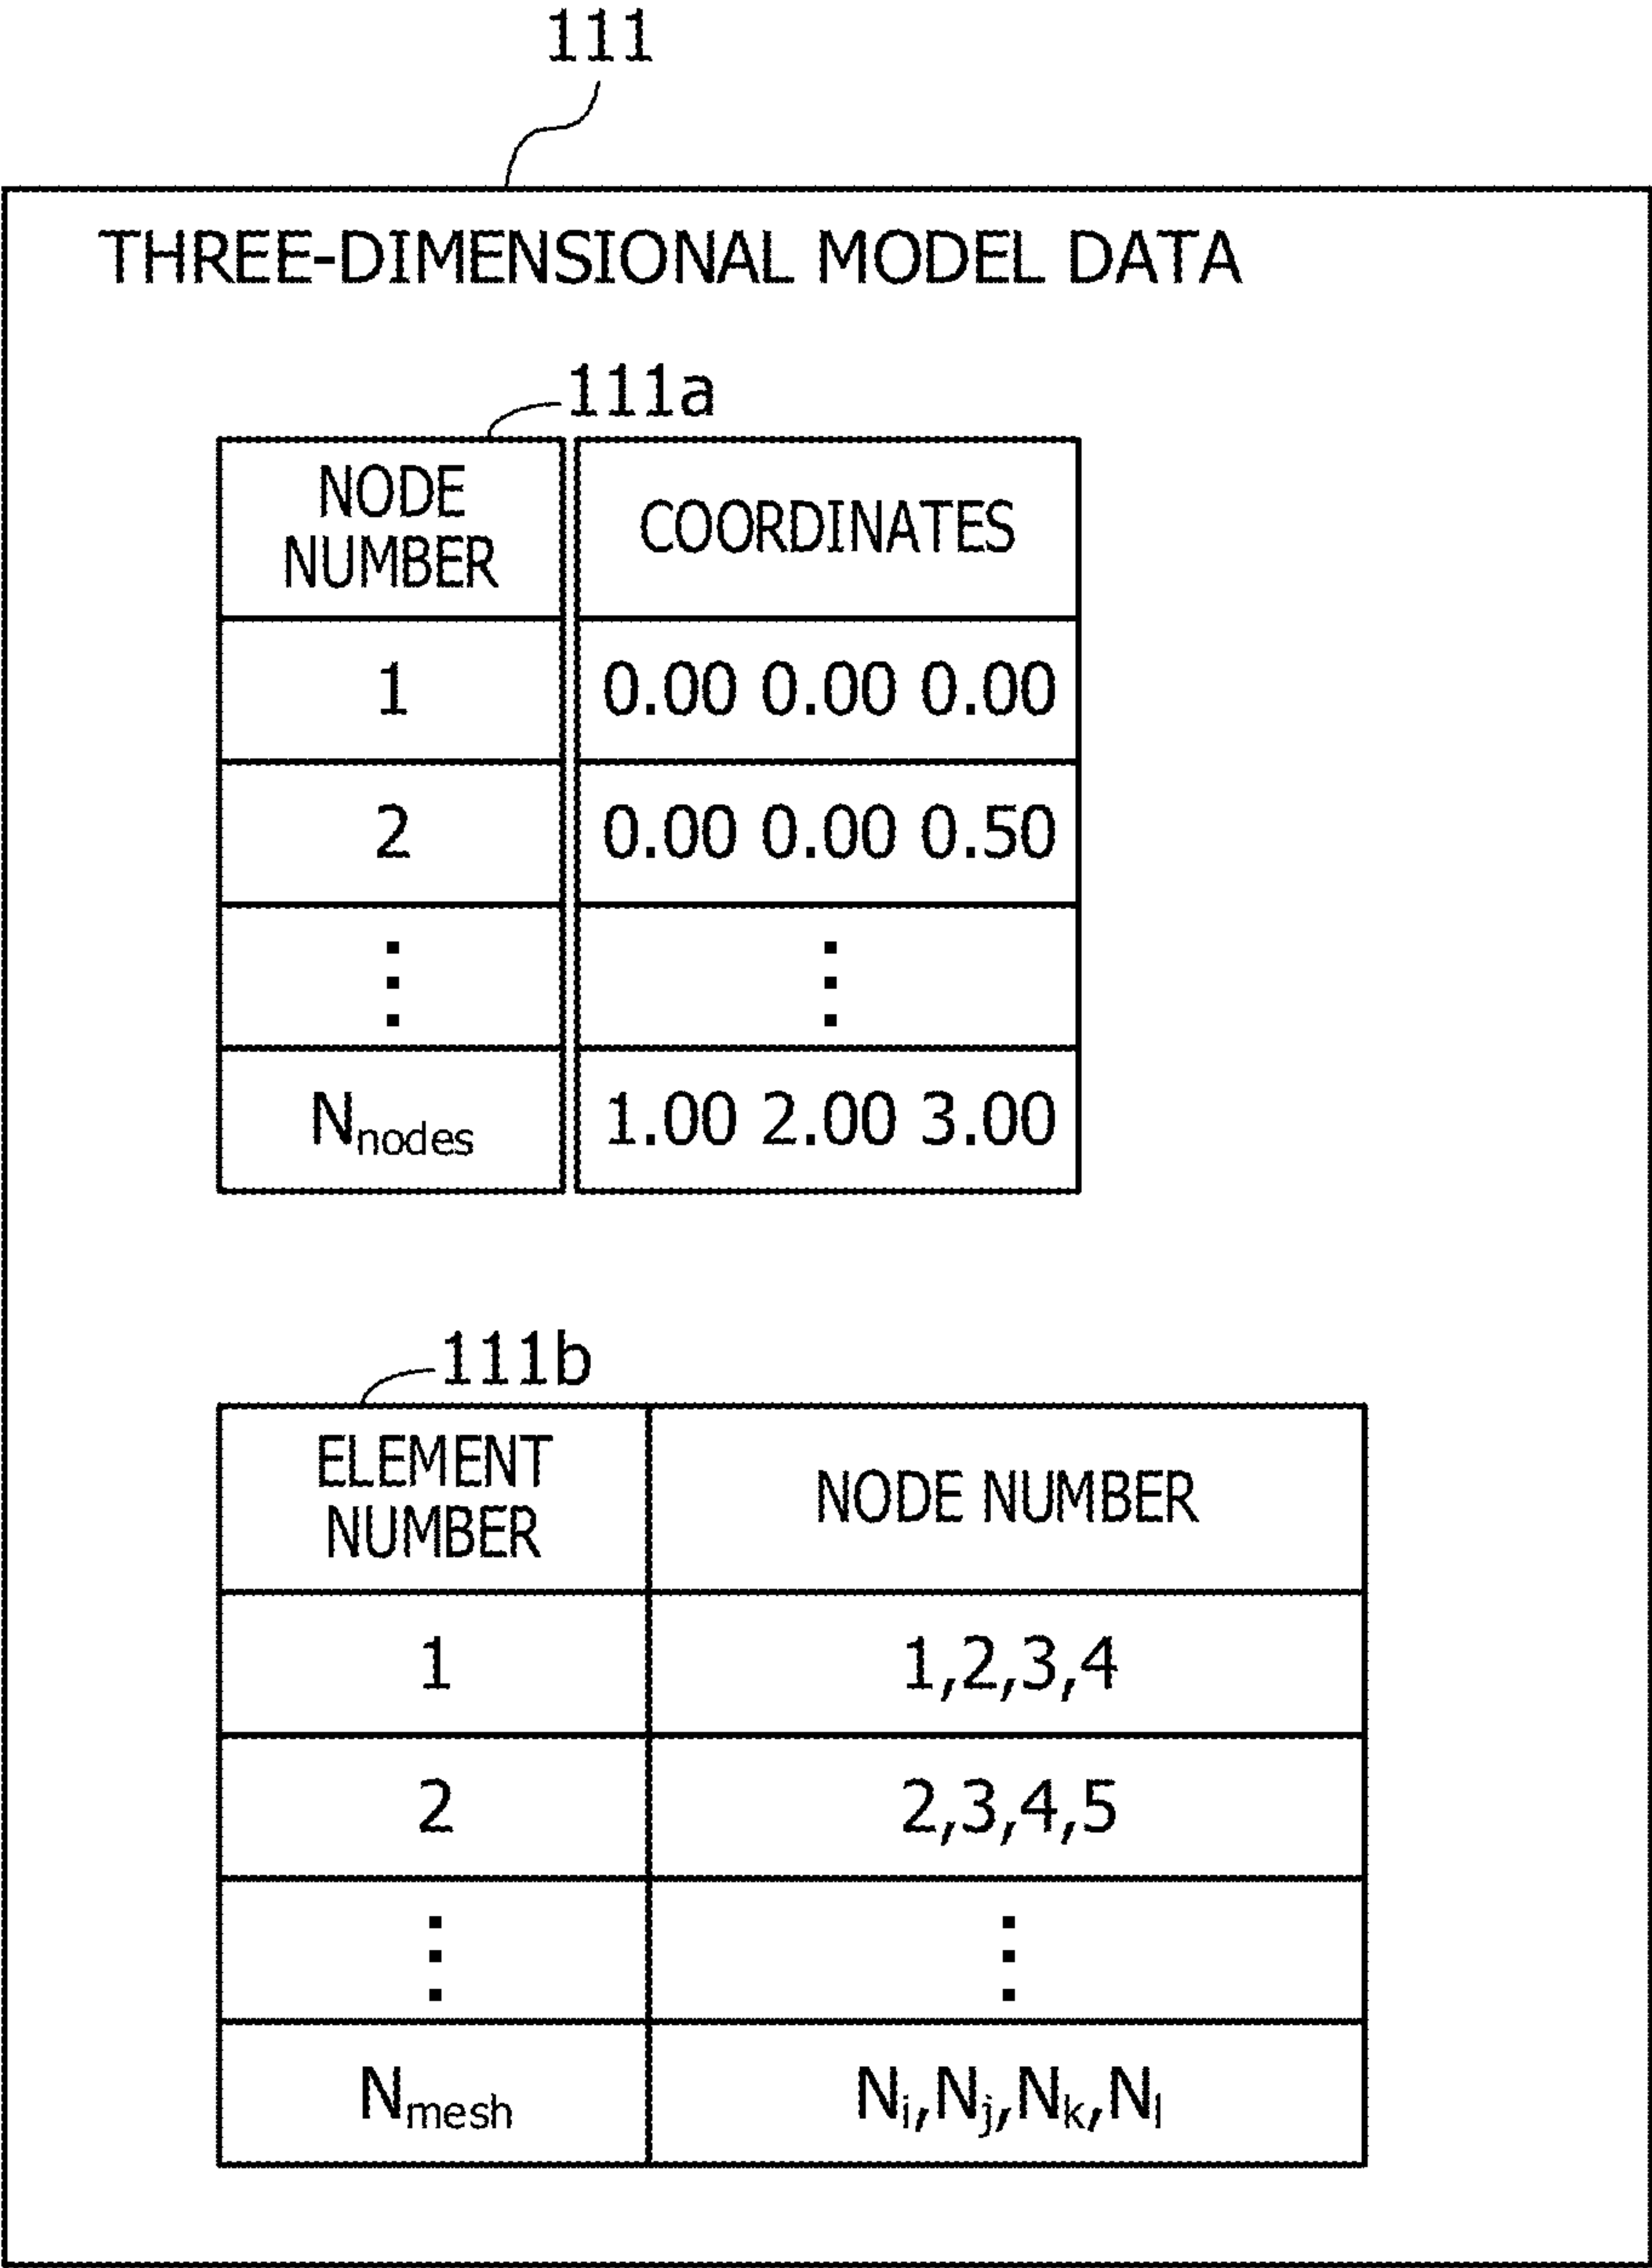 111
THREE-DIMENSIONAL MODEL DATA
111a
NODE
NUMBER
COORDINATES
1
0.00 0.00 0.00
2
0.00 0.00 0.50
⋮
⋮
Nnodes
1.00 2.00 3.00
111b
ELEMENT
NUMBER
NODE NUMBER
1
1,2,3,4
2
2,3,4,5
⋮
⋮
Nmesh
Ni,Nj,Nk,Nl